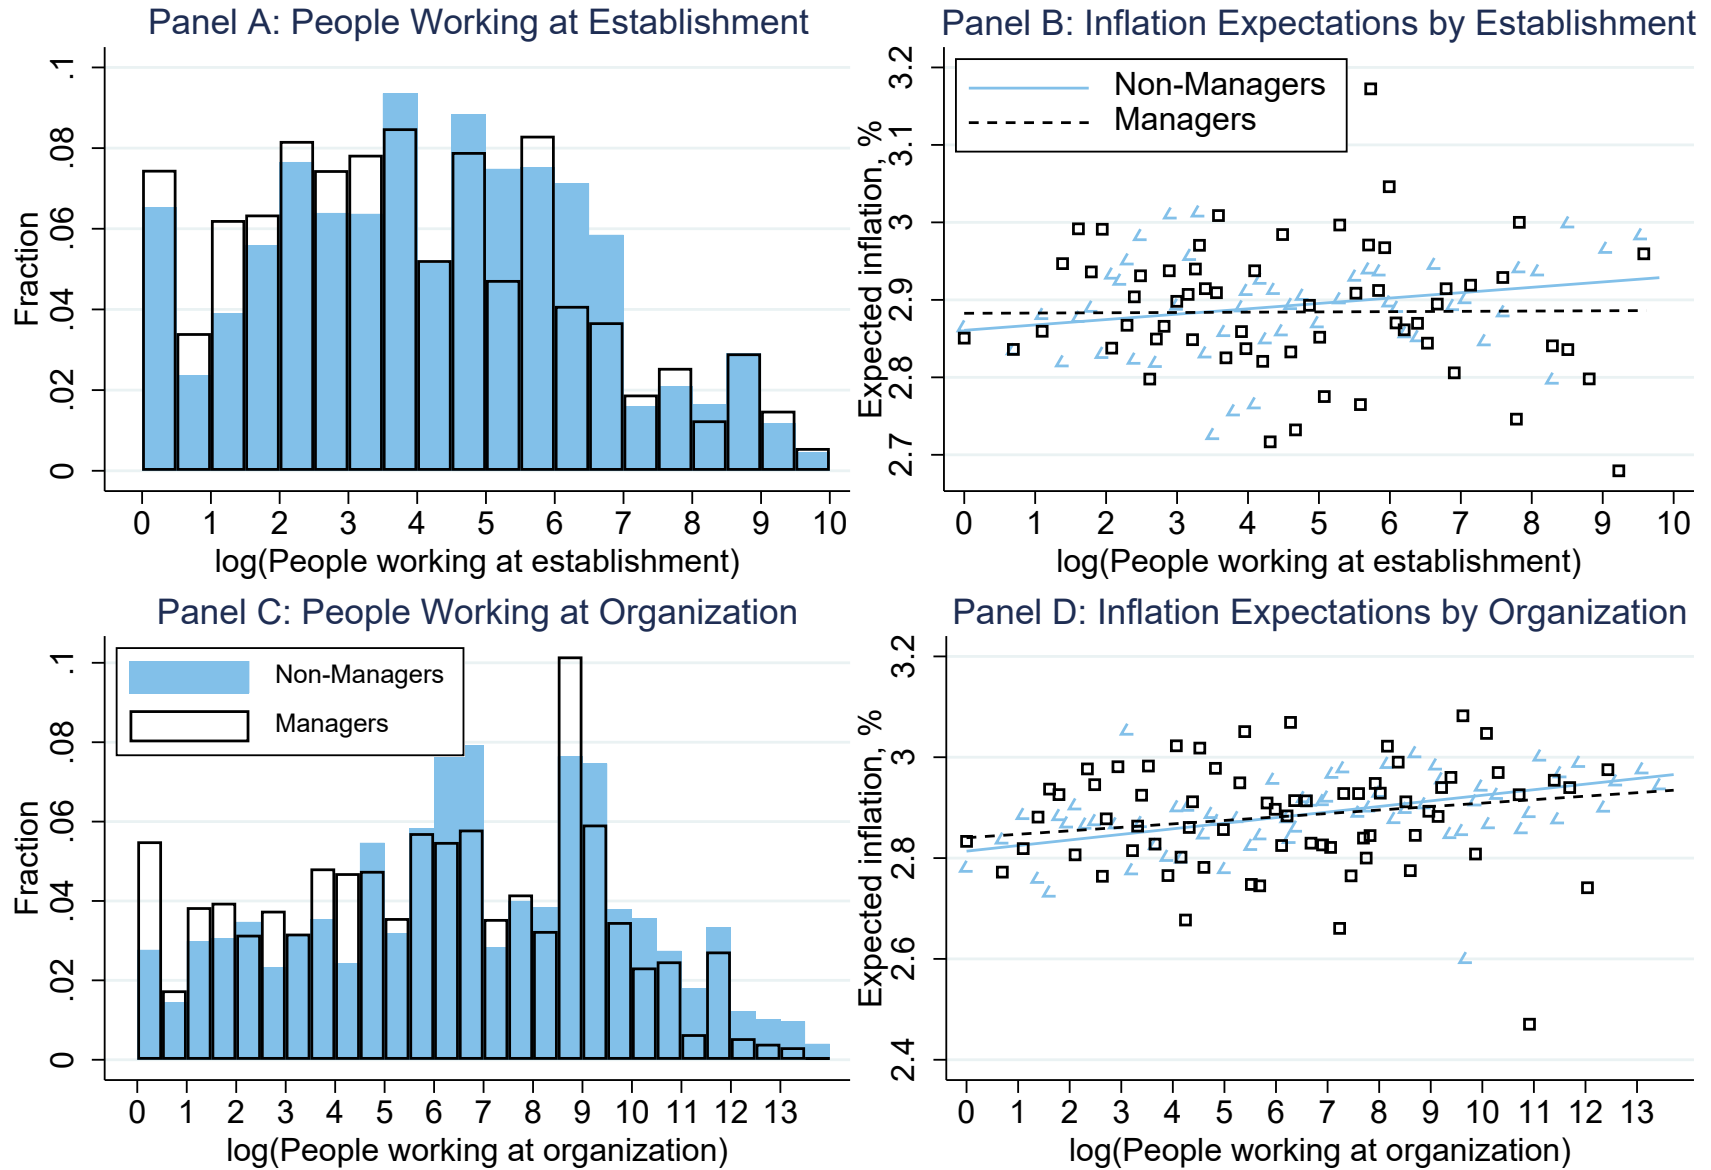 Panel A: People Working at Establishment
.1
.08
.06
.04
.02
0
Fraction
0 1 2 3 4 5 6 7 8 9 10
log(People working at establishment)
Panel B: Inflation Expectations by Establishment
Non-Managers
Managers
3.2
3.1
3
2.9
2.8
2.7
Expected inflation, %
0 1 2 3 4 5 6 7 8 9 10
log(People working at establishment)
Panel C: People Working at Organization
Non-Managers
Managers
.1
.08
.06
.04
.02
0
Fraction
0 1 2 3 4 5 6 7 8 9 10 11 12 13
log(People working at organization)
Panel D: Inflation Expectations by Organization
3.2
3
2.8
2.6
2.4
Expected inflation, %
0 1 2 3 4 5 6 7 8 9 10 11 12 13
log(People working at organization)